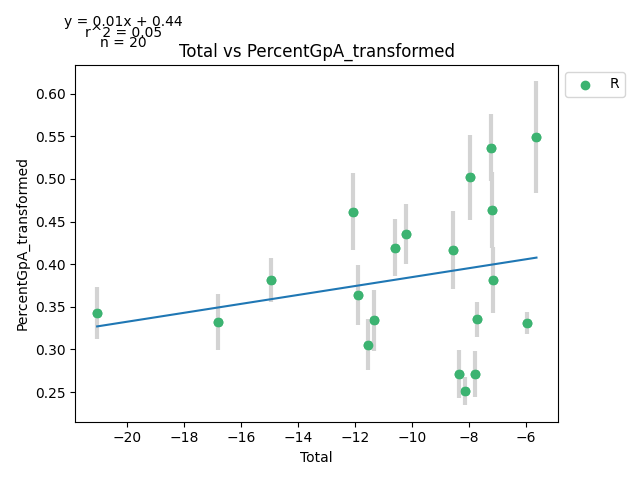 y = 0.01x + 0.44
r^2 = 0.05
n = 20
Total vs PercentGpA_transformed
R
PercentGpA_transformed
0.60
0.55
0.50
0.45
0.40
0.35
0.30
0.25
−20
−18
−16
−14
−12
−10
−8
−6
Total